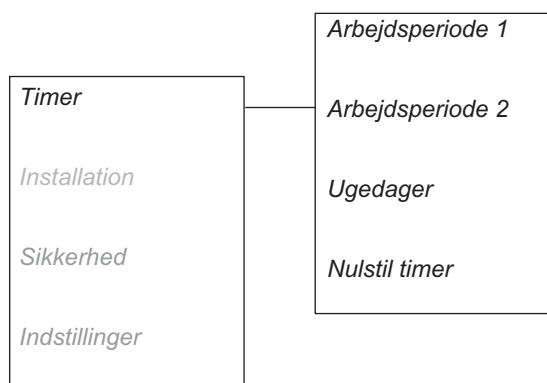 Timer
Installation
Sikkerhed
Indstillinger
Arbejdsperiode 1
Arbejdsperiode 2
Ugedager
Nulstil timer